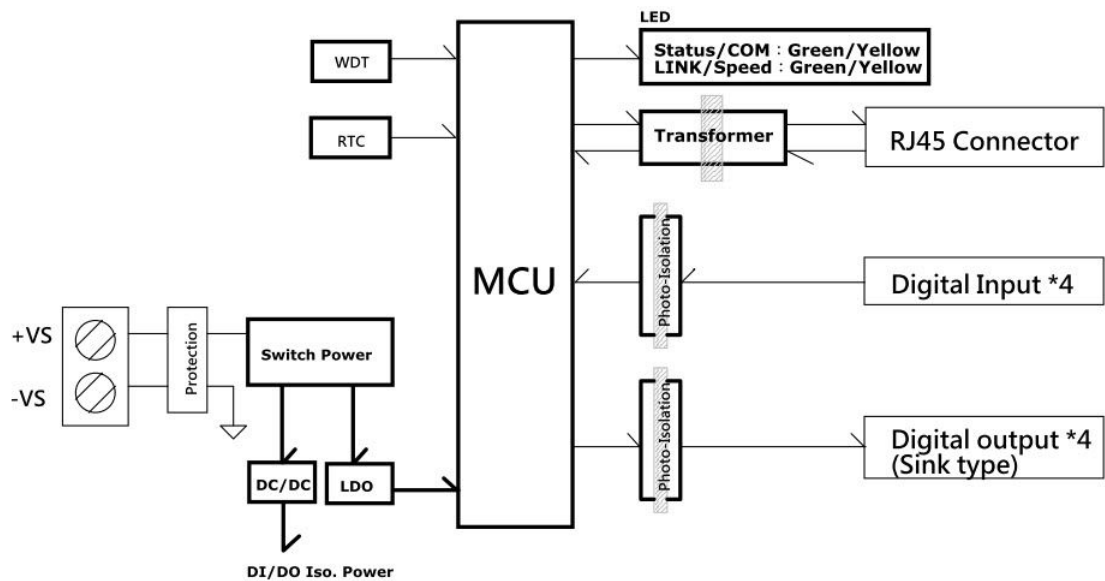 LED
Status/COM : Green/Yellow
LINK/Speed : Green/Yellow
WDT
RTC
Transformer
RJ45 Connector
MCU
Photo-Isolation
Digital Input *4
+VS
-VS
Protection
Switch Power
Photo-Isolation
Digital output *4
(Sink type)
DC/DC
LDO
DI/DO Iso. Power